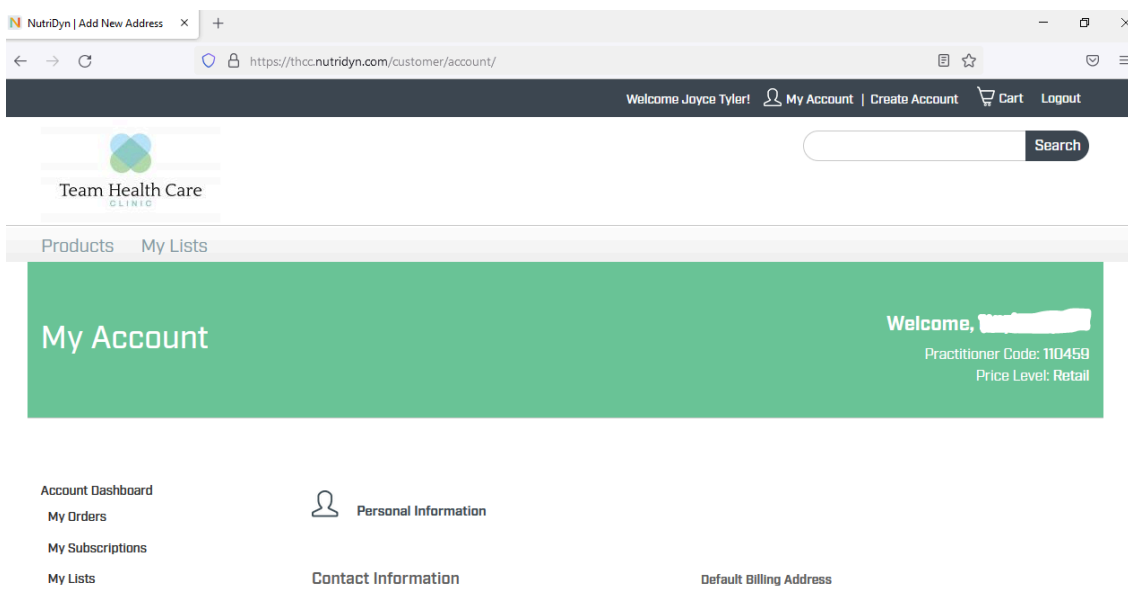 NutriDyn | Add New Address
https://thcc.nutridyn.com/customer/account/
Welcome Joyce Tyler! My Account | Create Account Cart Logout
Search
Team Health Care
CLINIC
Products My Lists
My Account
Welcome,
Practitioner Code: 110459
Price Level: Retail
Account Dashboard
My Orders
My Subscriptions
My Lists
Personal Information
Contact Information
Default Billing Address